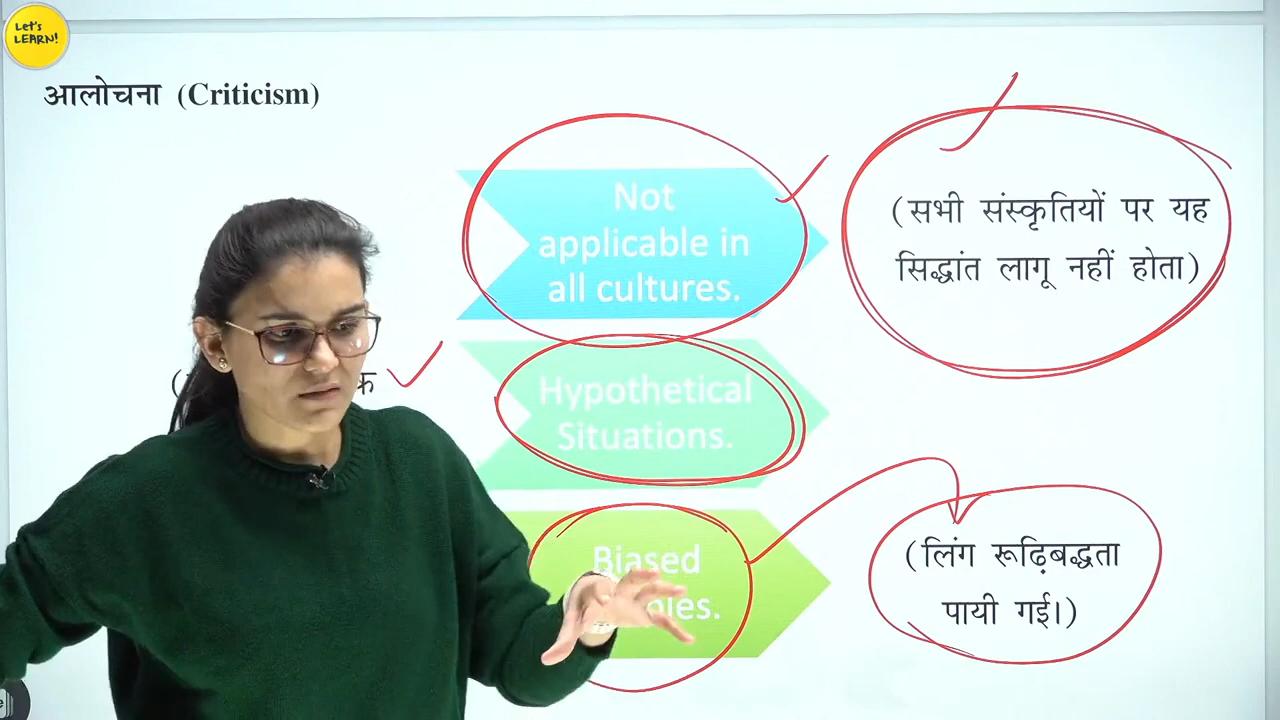 Let's
LEARN!
आलोचना (Criticism)
Not
applicable in
all cultures.
(सभी संस्कृतियों पर यह
सिद्धांत लागू नहीं होता)
Hypothetical
Situations.
Biased
(लिंग रूढ़िबद्धता
पायी गई।)